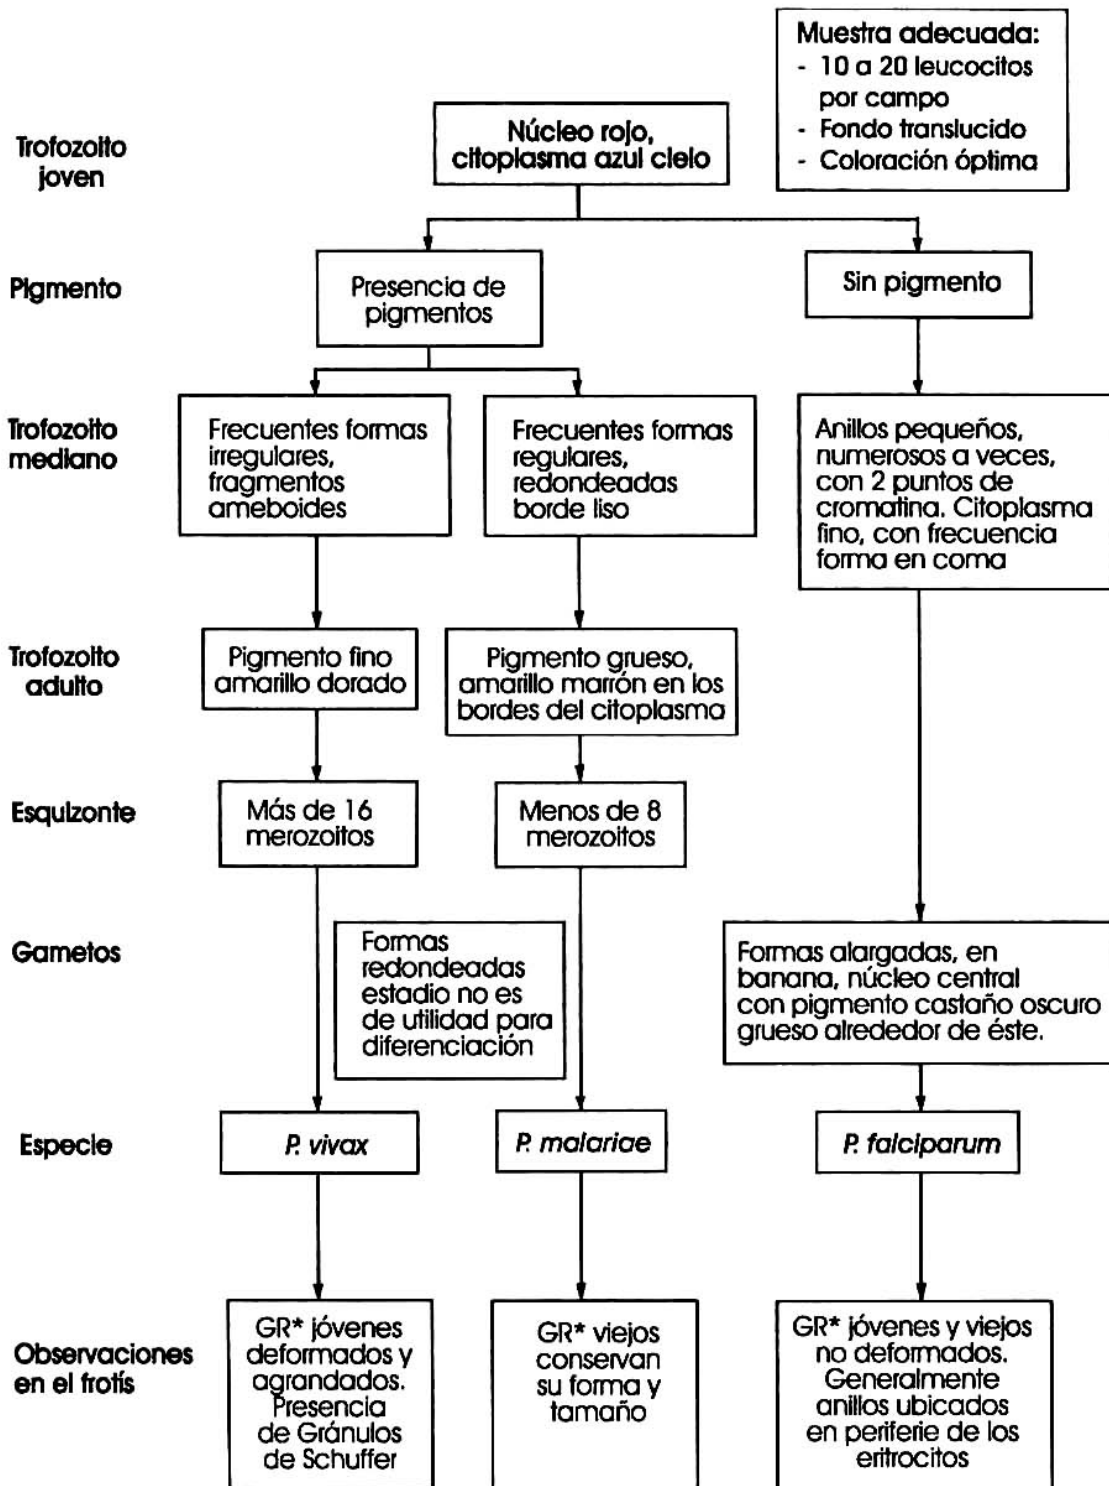 Muestra adecuada:
- 10 a 20 leucocitos
por campo
- Fondo translucido
- Coloración óptima
Trofozoito
joven
Núcleo rojo,
citoplasma azul cielo
Pigmento
Presencia de
pigmentos
Sin pigmento
Trofozoito
mediano
Frecuentes formas
irregulares,
fragmentos
ameboides
Frecuentes formas
regulares,
redondeadas
borde liso
Anillos pequeños,
numerosos a veces,
con 2 puntos de
cromatina. Citoplasma
fino, con frecuencia
forma en coma
Trofozoito
adulto
Pigmento fino
amarillo dorado
Pigmento grueso,
amarillo marrón en los
bordes del citoplasma
Esquizonte
Más de 16
merozoitos
Menos de 8
merozoitos
Gametos
Formas
redondeadas
estadio no es
de utilidad para
diferenciación
Formas alargadas, en
banana, núcleo central
con pigmento castaño oscuro
grueso alrededor de éste.
Especie
P. vivax
P. malariae
P. falciparum
Observaciones
en el frotís
GR* jóvenes
deformados y
agrandados.
Presencia
de Gránulos
de Schuffer
GR* viejos
conservan
su forma y
tamaño
GR* jóvenes y viejos
no deformados.
Generalmente
anillos ubicados
en periferie de los
eritrocitos